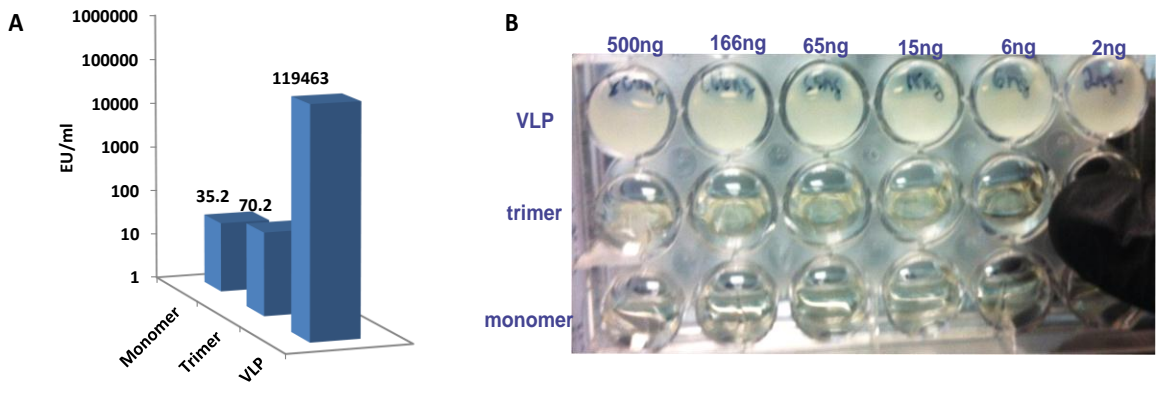 A
EU/ml
1000000
100000
10000
1000
100
10
1
35.2
70.2
119463
Monomer
Trimer
VLP
B
500ng 166ng 65ng 15ng 6ng 2ng
VLP
trimer
monomer
6ng